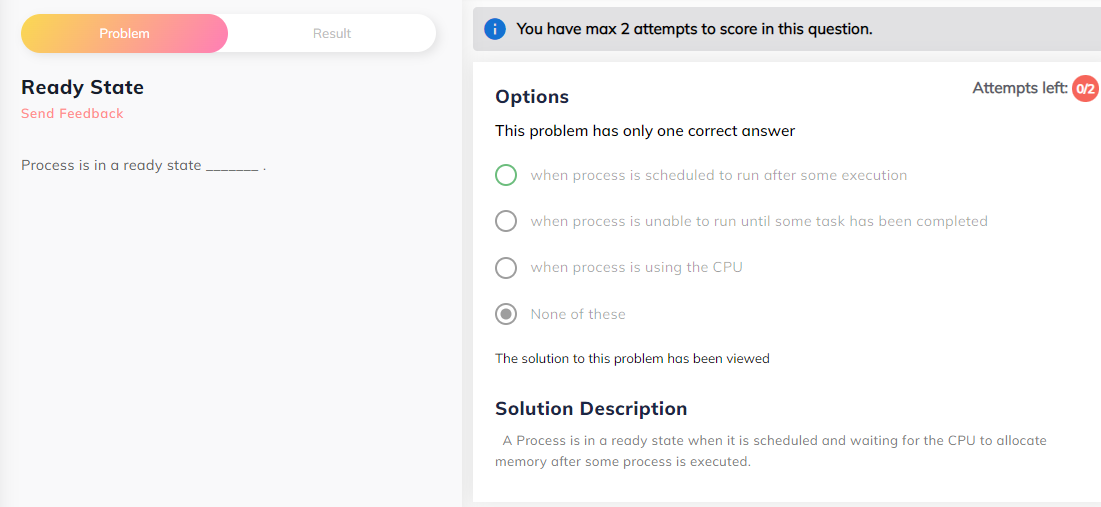 Problem
Result
Ready State
Send Feedback
Process is in a ready state _______ .
You have max 2 attempts to score in this question.
Attempts left: 0/2
Options
This problem has only one correct answer
when process is scheduled to run after some execution
when process is unable to run until some task has been completed
when process is using the CPU
None of these
The solution to this problem has been viewed
Solution Description
A Process is in a ready state when it is scheduled and waiting for the CPU to allocate
memory after some process is executed.